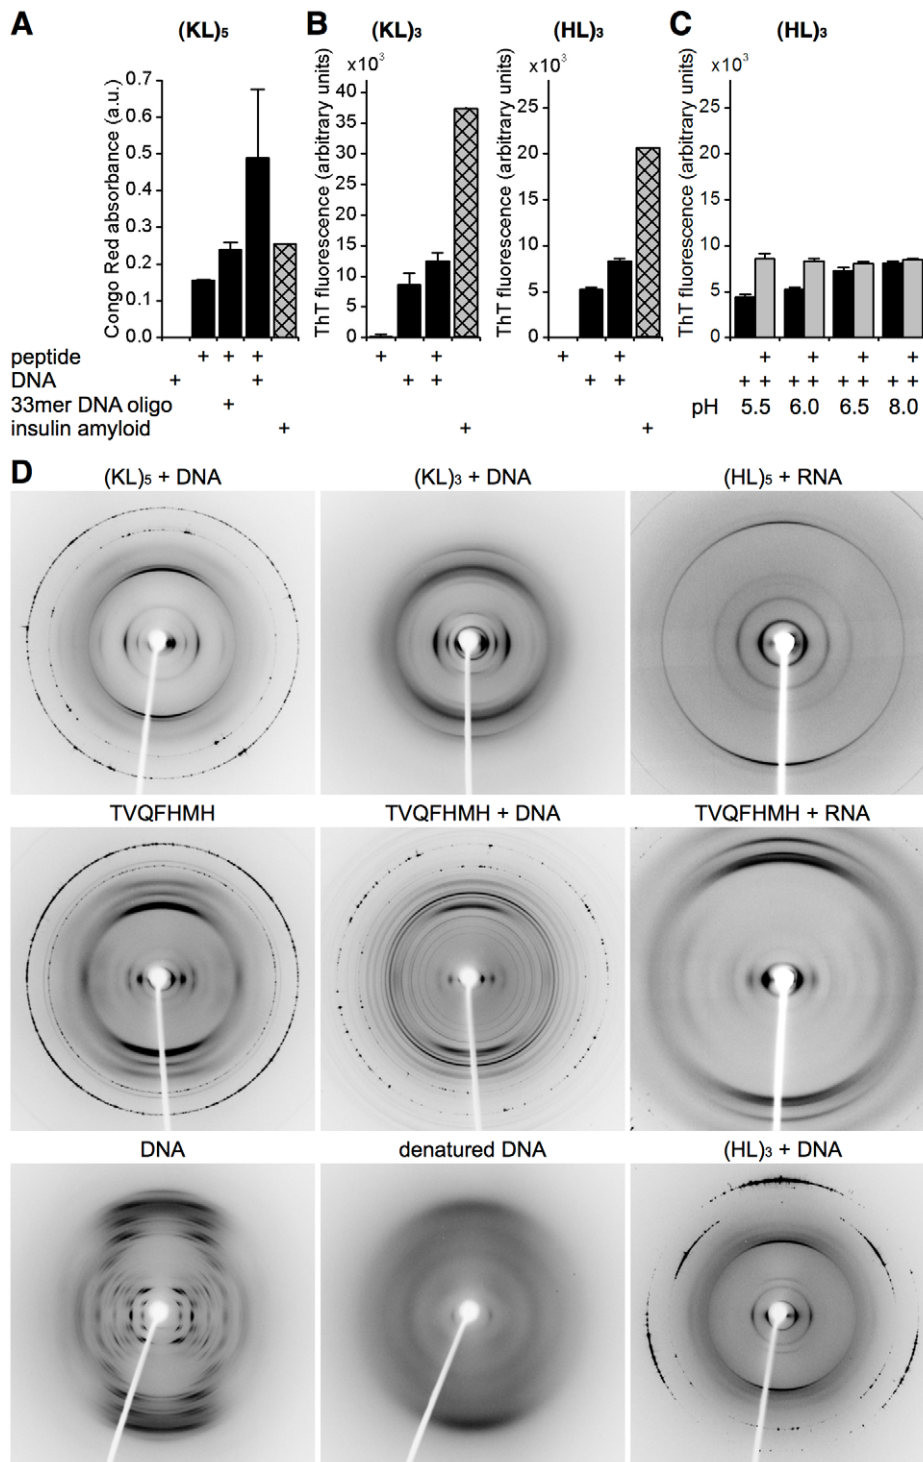 A (KL)₅ B (KL)₃ (HL)₃ C (HL)₃
Congo Red absorbance (a.u.)
0.7
0.6
0.5
0.4
0.3
0.2
0.1
0.0
x10³
ThT fluorescence (arbitrary units)
40
35
30
25
20
15
10
5
0
x10³
ThT fluorescence (arbitrary units)
25
20
15
10
5
0
x10³
ThT fluorescence (arbitrary units)
25
20
15
10
5
0
peptide + + + + + + + + + + +
DNA + + + + + + + + + + + + + + +
33mer DNA oligo +
insulin amyloid + + +
pH 5.5 6.0 6.5 8.0
D
(KL)₅ + DNA (KL)₃ + DNA (HL)₅ + RNA
TVQFHMH TVQFHMH + DNA TVQFHMH + RNA
DNA denatured DNA (HL)₃ + DNA